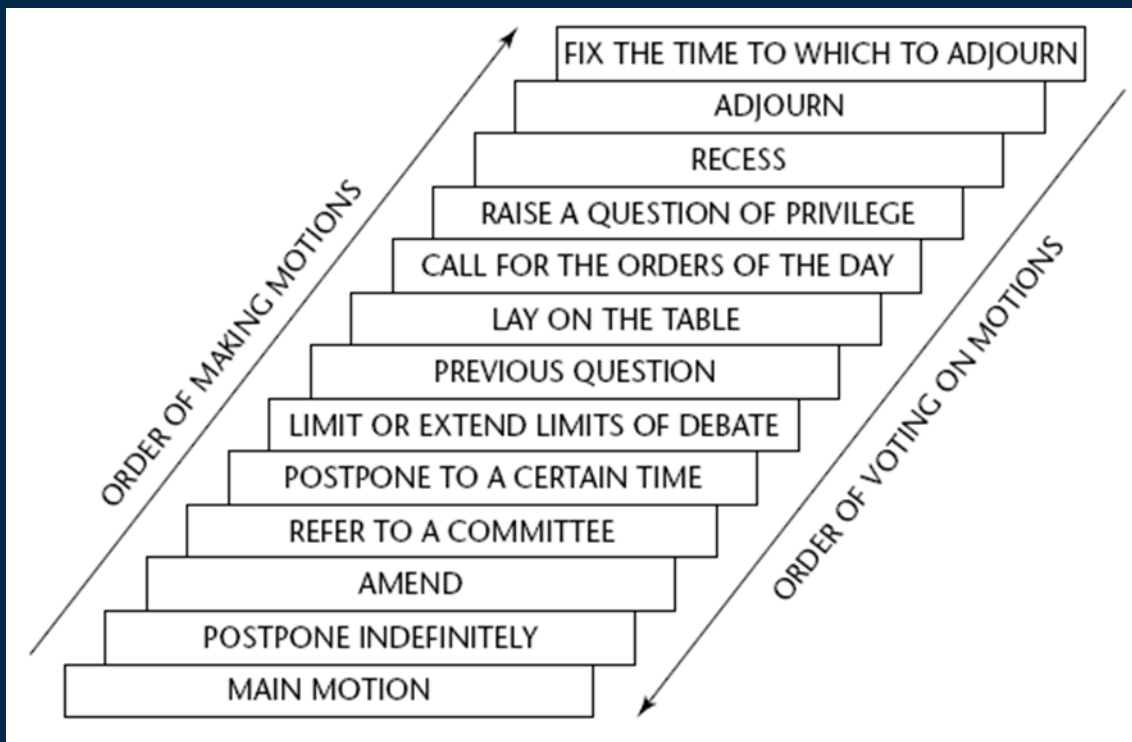 FIX THE TIME TO WHICH TO ADJOURN
ADJOURN
RECESS
RAISE A QUESTION OF PRIVILEGE
CALL FOR THE ORDERS OF THE DAY
LAY ON THE TABLE
PREVIOUS QUESTION
LIMIT OR EXTEND LIMITS OF DEBATE
POSTPONE TO A CERTAIN TIME
REFER TO A COMMITTEE
AMEND
POSTPONE INDEFINITELY
MAIN MOTION
ORDER OF MAKING MOTIONS
ORDER OF VOTING ON MOTIONS